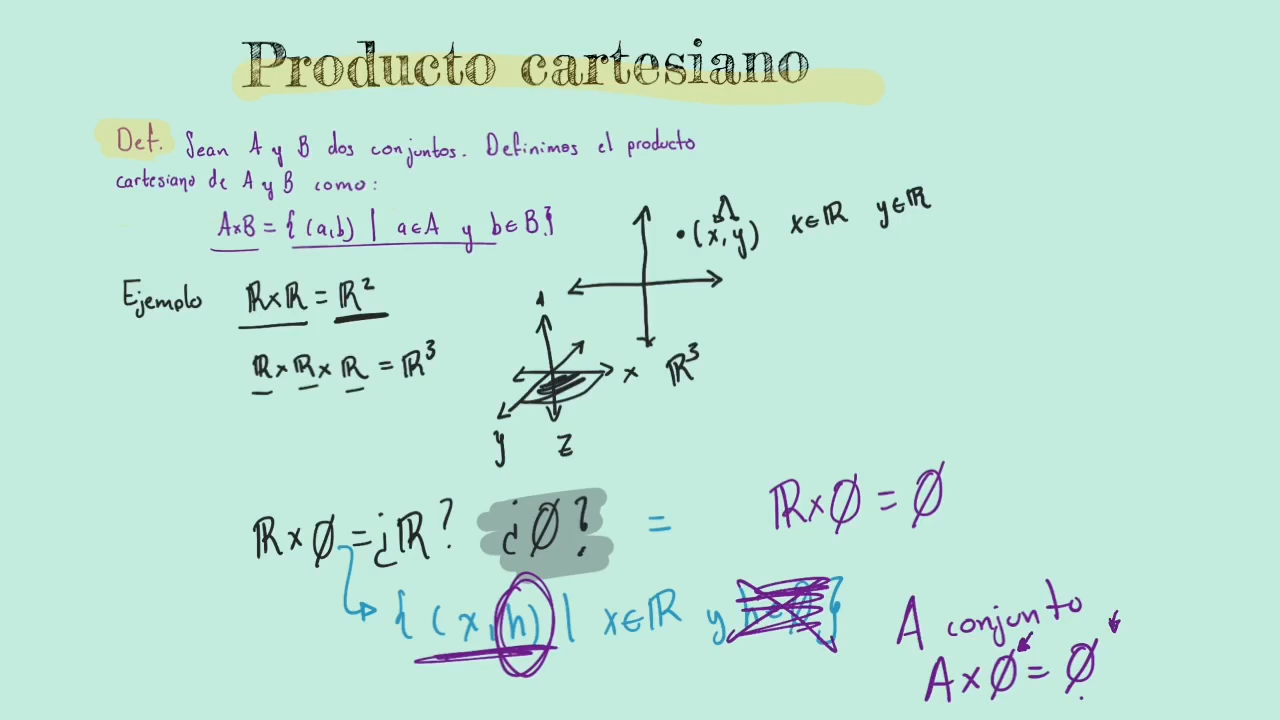 Producto cartesiano
Def. Sean A y B dos conjuntos. Definimos el producto
cartesiano de A y B como:
A×B = { (a,b) | a∈A y b∈B }
(x, y) x∈ℝ y∈ℝ
Ejemplo ℝ×ℝ = ℝ²
ℝ×ℝ×ℝ = ℝ³
x ℝ³
y z
ℝ×∅ = ¿ℝ? ¿∅? = ℝ×∅ = ∅
{ (x, h) | x∈ℝ y h∈∅ }
A conjunto
A×∅ = ∅